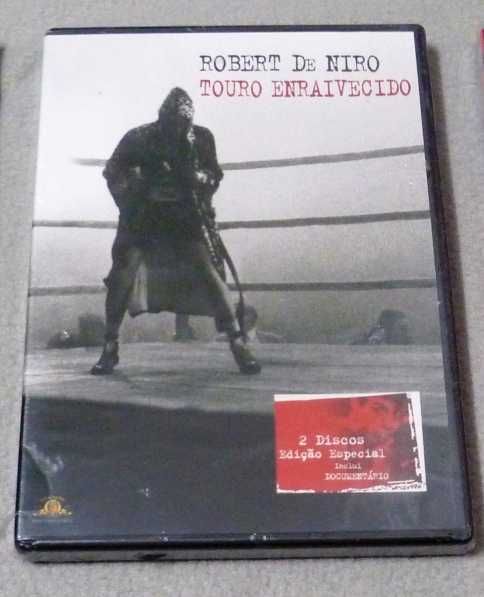 ROBERT DE NIRO
TOURO ENRAIVECIDO
2 Discos
Edição Especial
Inclui
DOCUMENTÁRIO